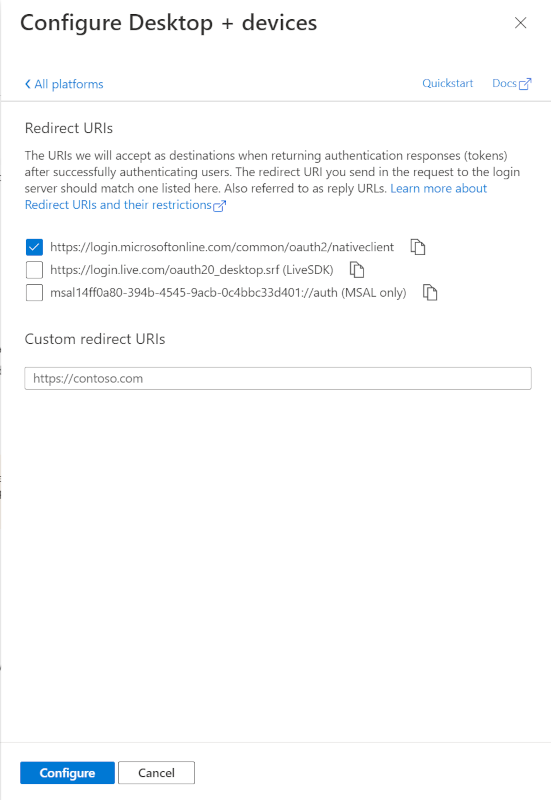 Configure Desktop + devices
All platforms
Quickstart
Docs
Redirect URIs
The URIs we will accept as destinations when returning authentication responses (tokens)
after successfully authenticating users. The redirect URI you send in the request to the login
server should match one listed here. Also referred to as reply URLs. Learn more about
Redirect URIs and their restrictions
https://login.microsoftonline.com/common/oauth2/nativeclient
https://login.live.com/oauth20_desktop.srf (LiveSDK)
msal14ff0a80-394b-4545-9acb-0c4bbc33d401://auth (MSAL only)
Custom redirect URIs
https://contoso.com
Configure
Cancel